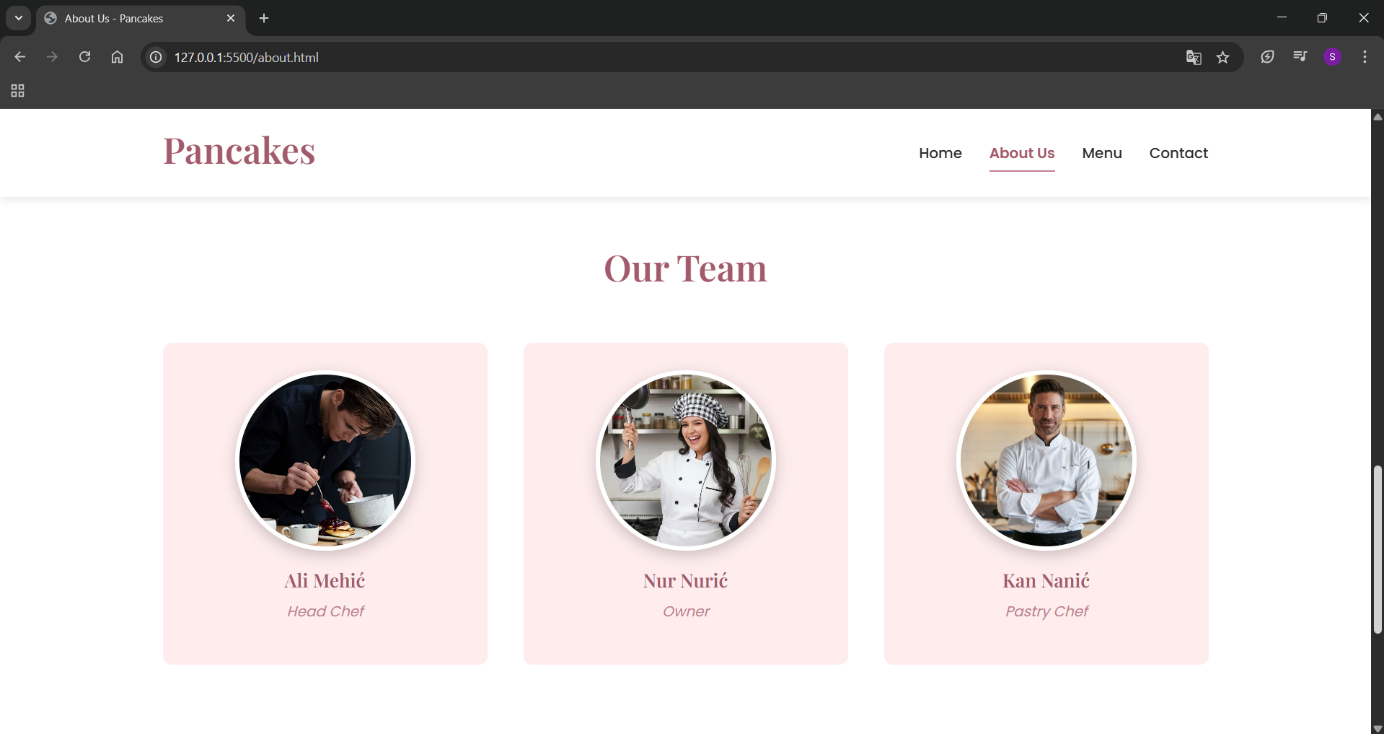 About Us - Pancakes
127.0.0.1:5500/about.html
S
Pancakes
Home About Us Menu Contact
Our Team
Ali Mehić
Head Chef
Nur Nurić
Owner
Kan Nanić
Pastry Chef